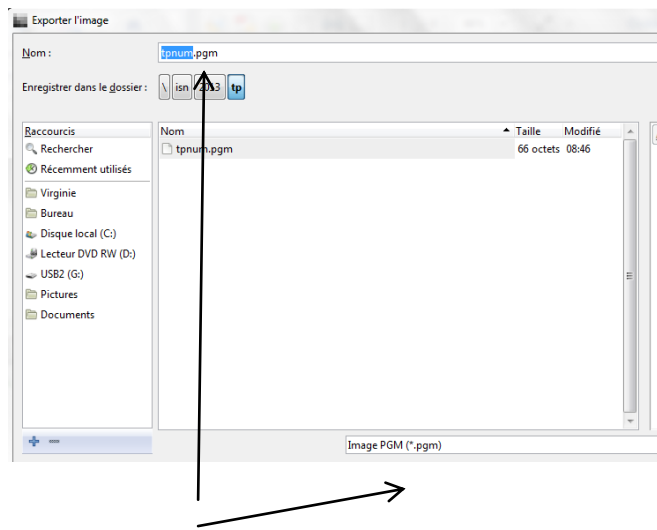 Exporter l'image
Nom : tpnum.pgm
Enregistrer dans le dossier : \ isn 2013 tp
Raccourcis Nom Taille Modifié
Rechercher tpnum.pgm 66 octets 08:46
Récemment utilisés
Virginie
Bureau
Disque local (C:)
Lecteur DVD RW (D:)
USB2 (G:)
Pictures
Documents
Image PGM (*.pgm)